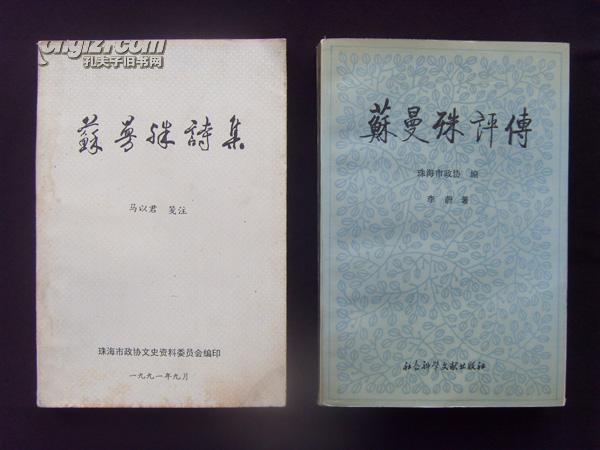 kongfz.com
孔夫子旧书网
蘇曼殊詩集
马以君 笺注
珠海市政协文史资料委员会编印
一九九一年九月
蘇曼殊評傳
珠海市政协 编
李蔚 著
社会科学文献出版社